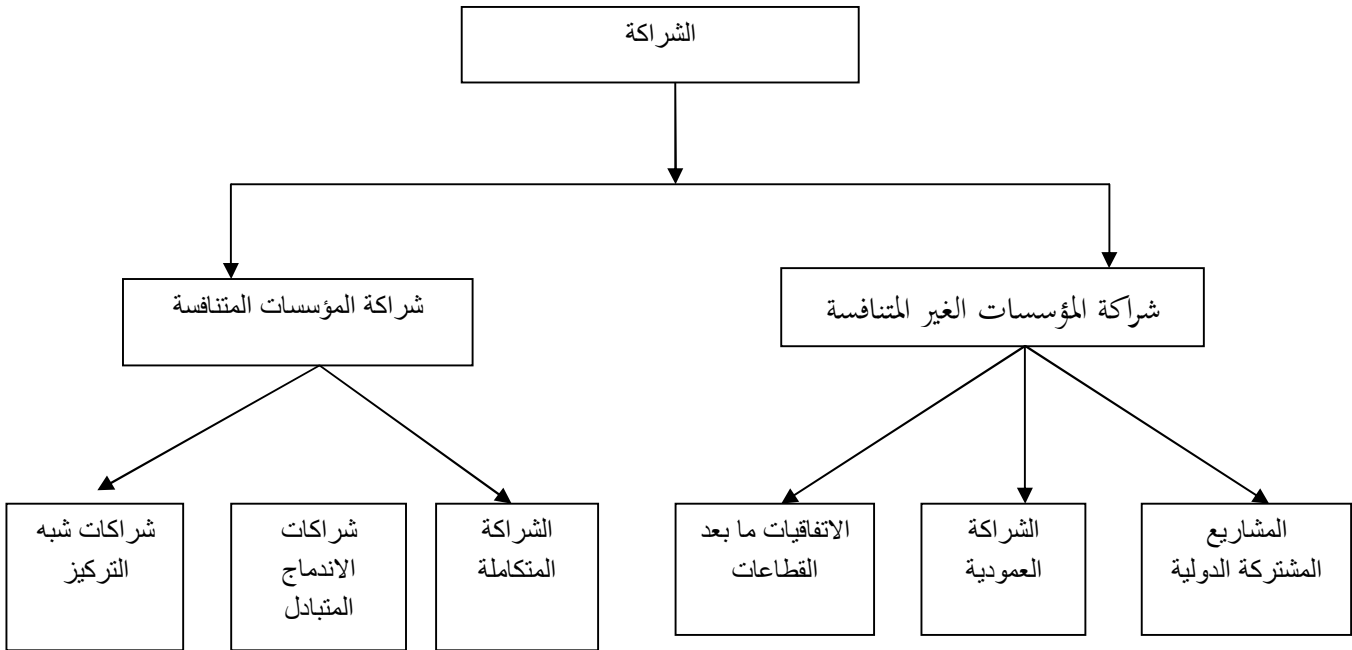 الشراكة
شراكة المؤسسات الغير المتنافسة
شراكة المؤسسات المتنافسة
المشاريع
المشتركة الدولية
الشراكة
العمودية
الاتفاقيات ما بعد
القطاعات
الشراكة
المتكاملة
شراكات
الاندماج
المتبادل
شراكات شبه
التركيز